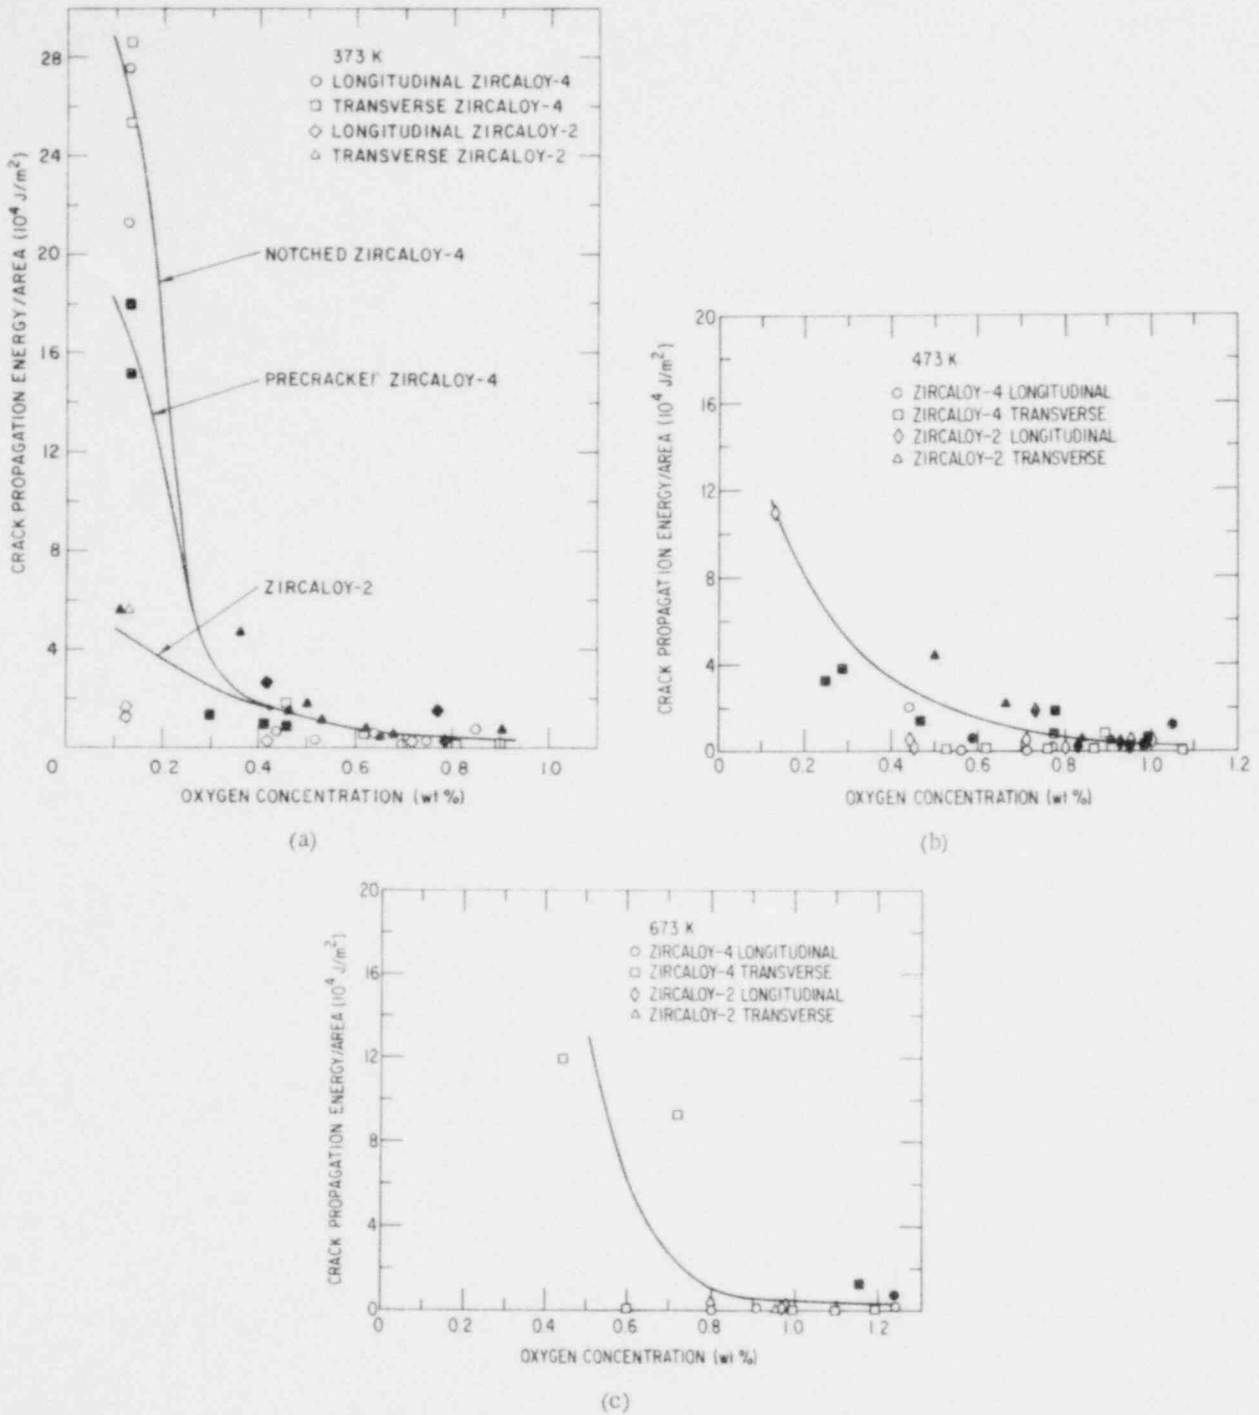 CRACK PROPAGATION ENERGY/AREA (10⁴ J/m²)
28
24
20
16
12
8
4
0
373 K
○ LONGITUDINAL ZIRCALOY-4
□ TRANSVERSE ZIRCALOY-4
◇ LONGITUDINAL ZIRCALOY-2
△ TRANSVERSE ZIRCALOY-2
NOTCHED ZIRCALOY-4
PRECRACKED ZIRCALOY-4
ZIRCALOY-2
0.2 0.4 0.6 0.8 1.0
OXYGEN CONCENTRATION (wt %)
(a)
CRACK PROPAGATION ENERGY/AREA (10⁴ J/m²)
20
16
12
8
4
0
473 K
○ ZIRCALOY-4 LONGITUDINAL
□ ZIRCALOY-4 TRANSVERSE
◇ ZIRCALOY-2 LONGITUDINAL
△ ZIRCALOY-2 TRANSVERSE
0 0.2 0.4 0.6 0.8 1.0 1.2
OXYGEN CONCENTRATION (wt %)
(b)
CRACK PROPAGATION ENERGY/AREA (10⁴ J/m²)
20
16
12
8
4
0
673 K
○ ZIRCALOY-4 LONGITUDINAL
□ ZIRCALOY-4 TRANSVERSE
◇ ZIRCALOY-2 LONGITUDINAL
△ ZIRCALOY-2 TRANSVERSE
0 0.2 0.4 0.6 0.8 1.0 1.2
OXYGEN CONCENTRATION (wt %)
(c)